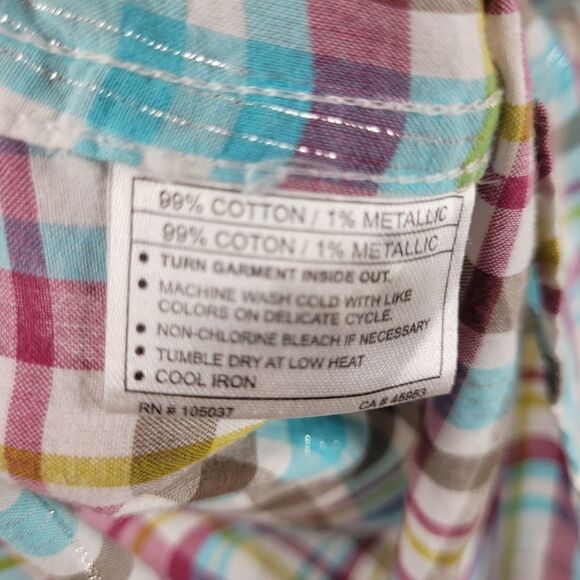 99% COTTON / 1% METALLIC
99% COTON / 1% METALLIC
• TURN GARMENT INSIDE OUT.
• MACHINE WASH COLD WITH LIKE
COLORS ON DELICATE CYCLE.
• NON-CHLORINE BLEACH IF NECESSARY
• TUMBLE DRY AT LOW HEAT
• COOL IRON
RN # 105037 CA # 45953